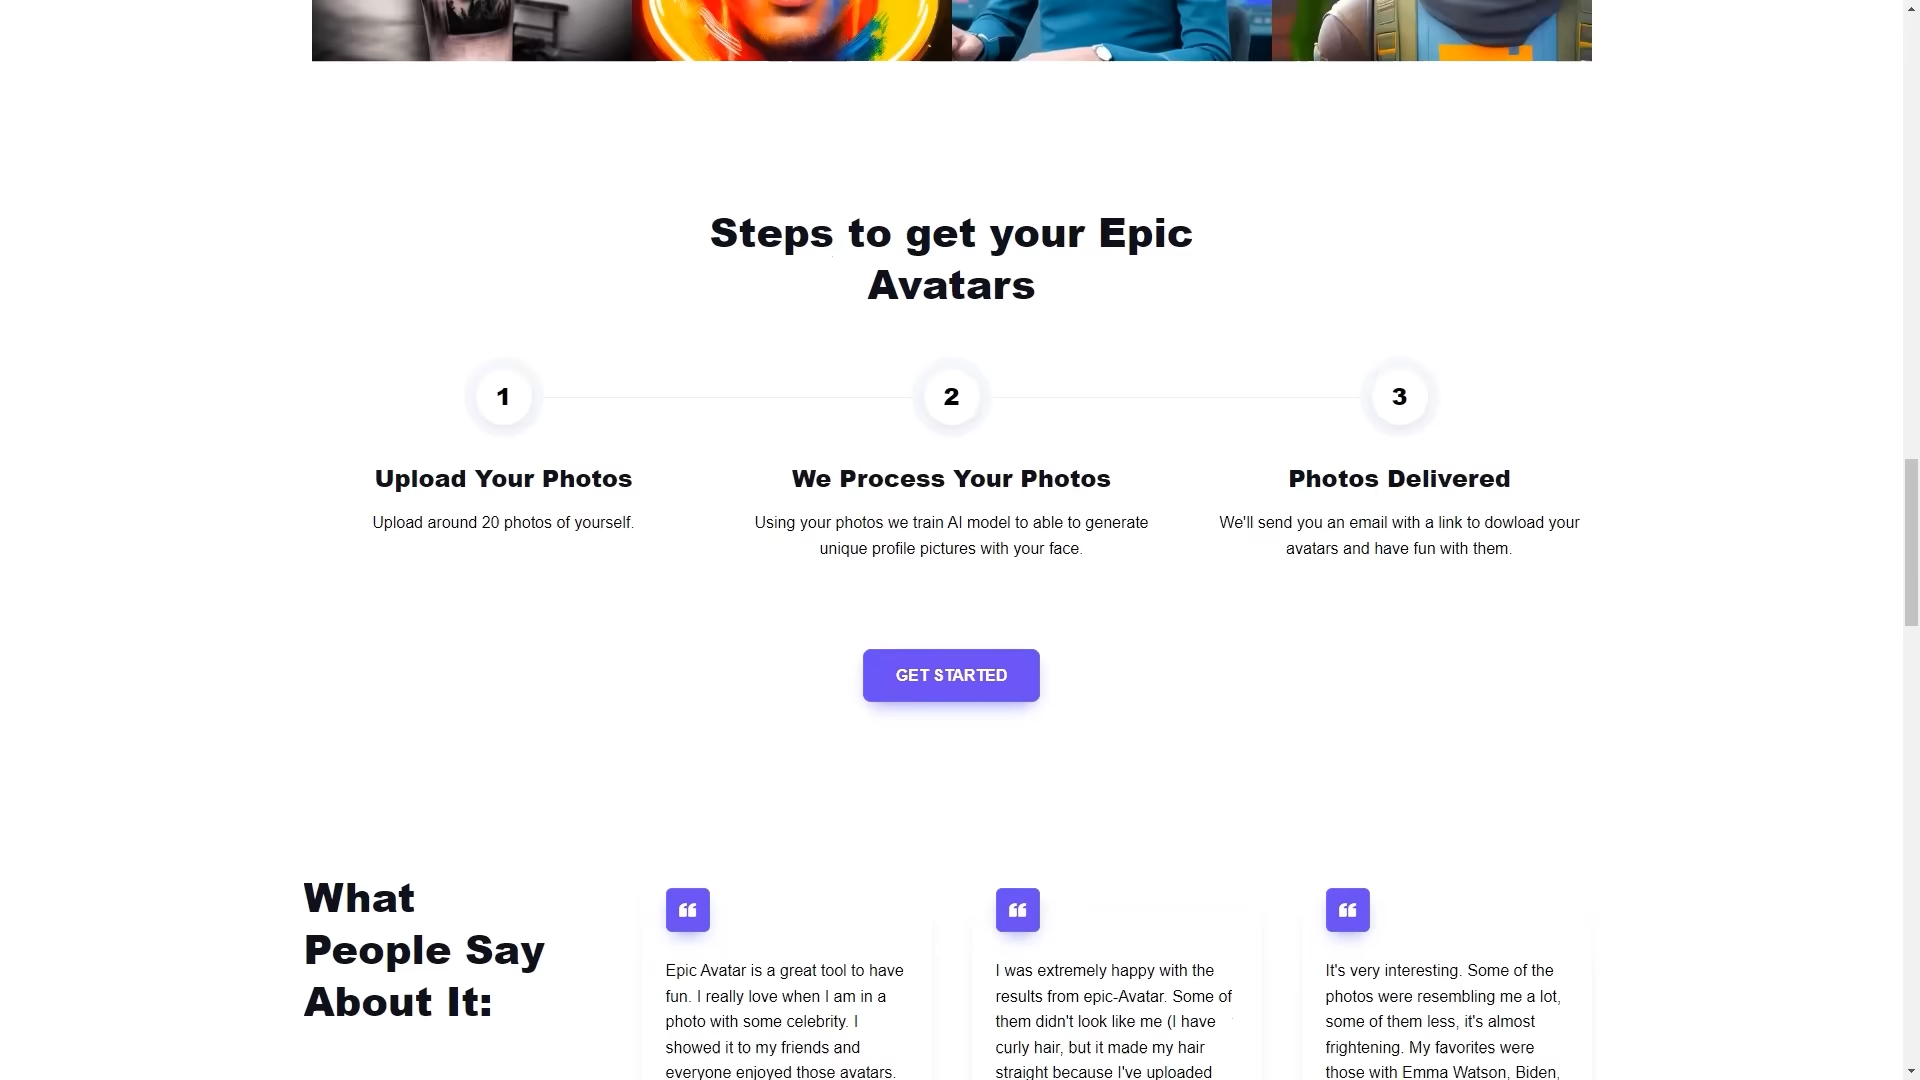 Steps to get your Epic
Avatars
1
2
3
Upload Your Photos
Upload around 20 photos of yourself.
We Process Your Photos
Using your photos we train AI model to able to generate
unique profile pictures with your face.
Photos Delivered
We'll send you an email with a link to dowload your
avatars and have fun with them.
GET STARTED
What
People Say
About It:
Epic Avatar is a great tool to have
fun. I really love when I am in a
photo with some celebrity. I
showed it to my friends and
everyone enjoyed those avatars.
I was extremely happy with the
results from epic-Avatar. Some of
them didn't look like me (I have
curly hair, but it made my hair
straight because I've uploaded
It's very interesting. Some of the
photos were resembling me a lot,
some of them less, it's almost
frightening. My favorites were
those with Emma Watson, Biden,